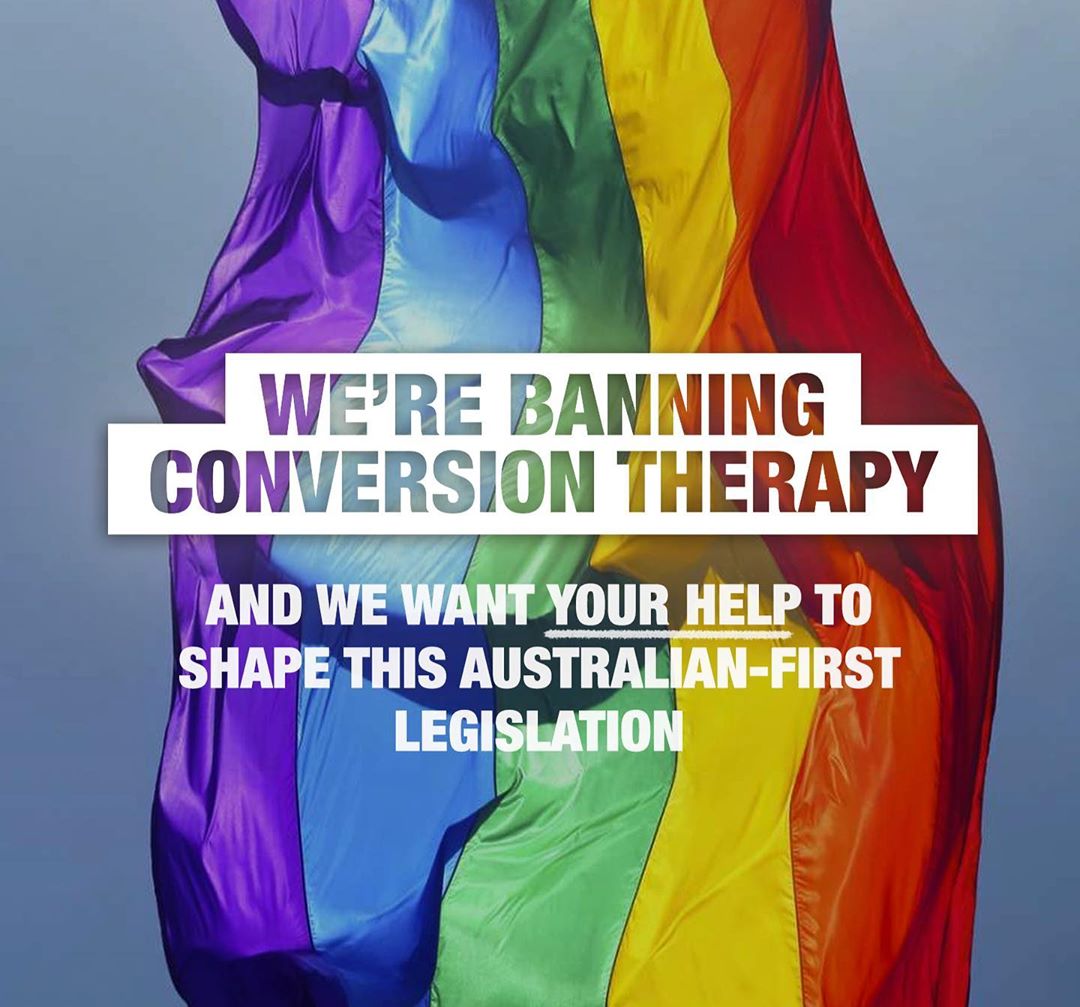 WE'RE BANNING
CONVERSION THERAPY
AND WE WANT YOUR HELP TO
SHAPE THIS AUSTRALIAN-FIRST
LEGISLATION